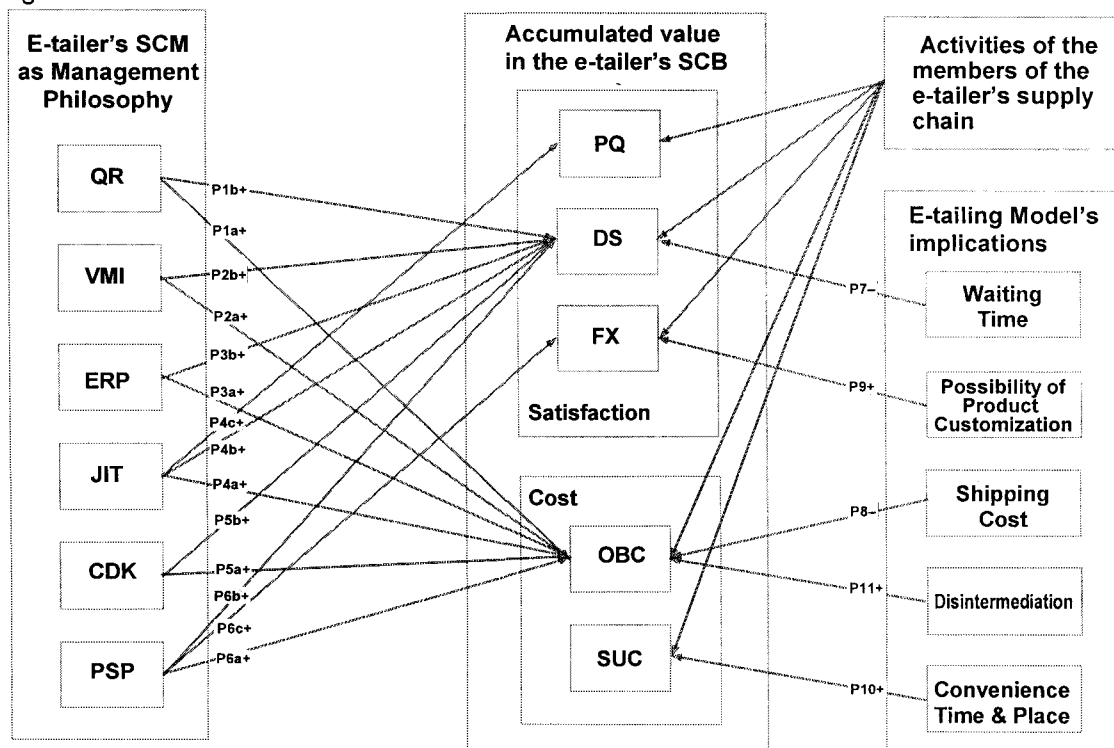 E-tailer's SCM
as Management
Philosophy
QR
VMI
ERP
JIT
CDK
PSP
P1b+
P1a+
P2b+
P2a+
P3b+
P3a+
P4c+
P4b+
P4a+
P5b+
P5a+
P6b+
P6c+
P6a+
Accumulated value
in the e-tailer's SCB
PQ
DS
FX
Satisfaction
Cost
OBC
SUC
P7–
P9+
P8–
P11+
P10+
Activities of the
members of the
e-tailer's supply
chain
E-tailing Model's
implications
Waiting
Time
Possibility of
Product
Customization
Shipping
Cost
Disintermediation
Convenience
Time & Place